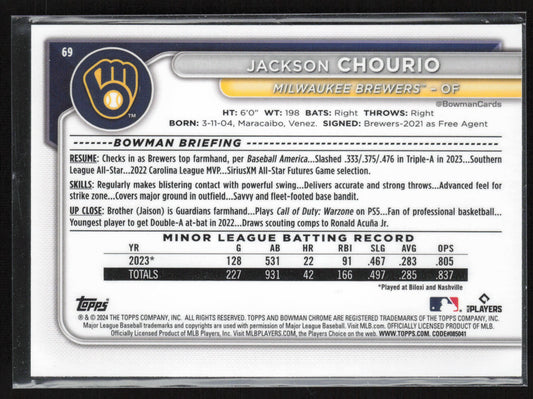 69
JACKSON CHOURIO
MILWAUKEE BREWERS™ – OF
@BowmanCards
HT: 6'0" WT: 198 BATS: Right THROWS: Right
BORN: 3-11-04, Maracaibo, Venez. SIGNED: Brewers-2021 as Free Agent
BOWMAN BRIEFING
RESUME: Checks in as Brewers top farmhand, per Baseball America...Slashed .333/.375/.476 in Triple-A in 2023...Southern
League All-Star...2022 Carolina League MVP...SiriusXM All-Star Futures Game selection.
SKILLS: Regularly makes blistering contact with powerful swing...Delivers accurate and strong throws...Advanced feel for
strike zone...Covers major ground in outfield...Savvy and fleet-footed base bandit.
UP CLOSE: Brother (Jaison) is Guardians farmhand...Plays Call of Duty: Warzone on PS5...Fan of professional basketball...
Youngest player to get Double-A at-bat in 2022...Draws scouting comps to Ronald Acuña Jr.
MINOR LEAGUE BATTING RECORD
YR G AB HR RBI SLG AVG OPS
2023* 128 531 22 91 .467 .283 .805
TOTALS 227 931 42 166 .497 .285 .837
*Played at Biloxi and Nashville
Topps
MLB PLAYERS
® & © 2024 THE TOPPS COMPANY, INC. ALL RIGHTS RESERVED. TOPPS AND BOWMAN CHROME ARE REGISTERED TRADEMARKS OF THE TOPPS COMPANY, INC.
Major League Baseball trademarks and copyrights are used with permission of Major League Baseball. Visit MLB.com. OFFICIALLY LICENSED PRODUCT OF MLB
Officially Licensed Product of MLB Players, Inc. Visit MLBPLAYERS.com, the Players Choice on the web. WWW.TOPPS.COM. CODE#085041